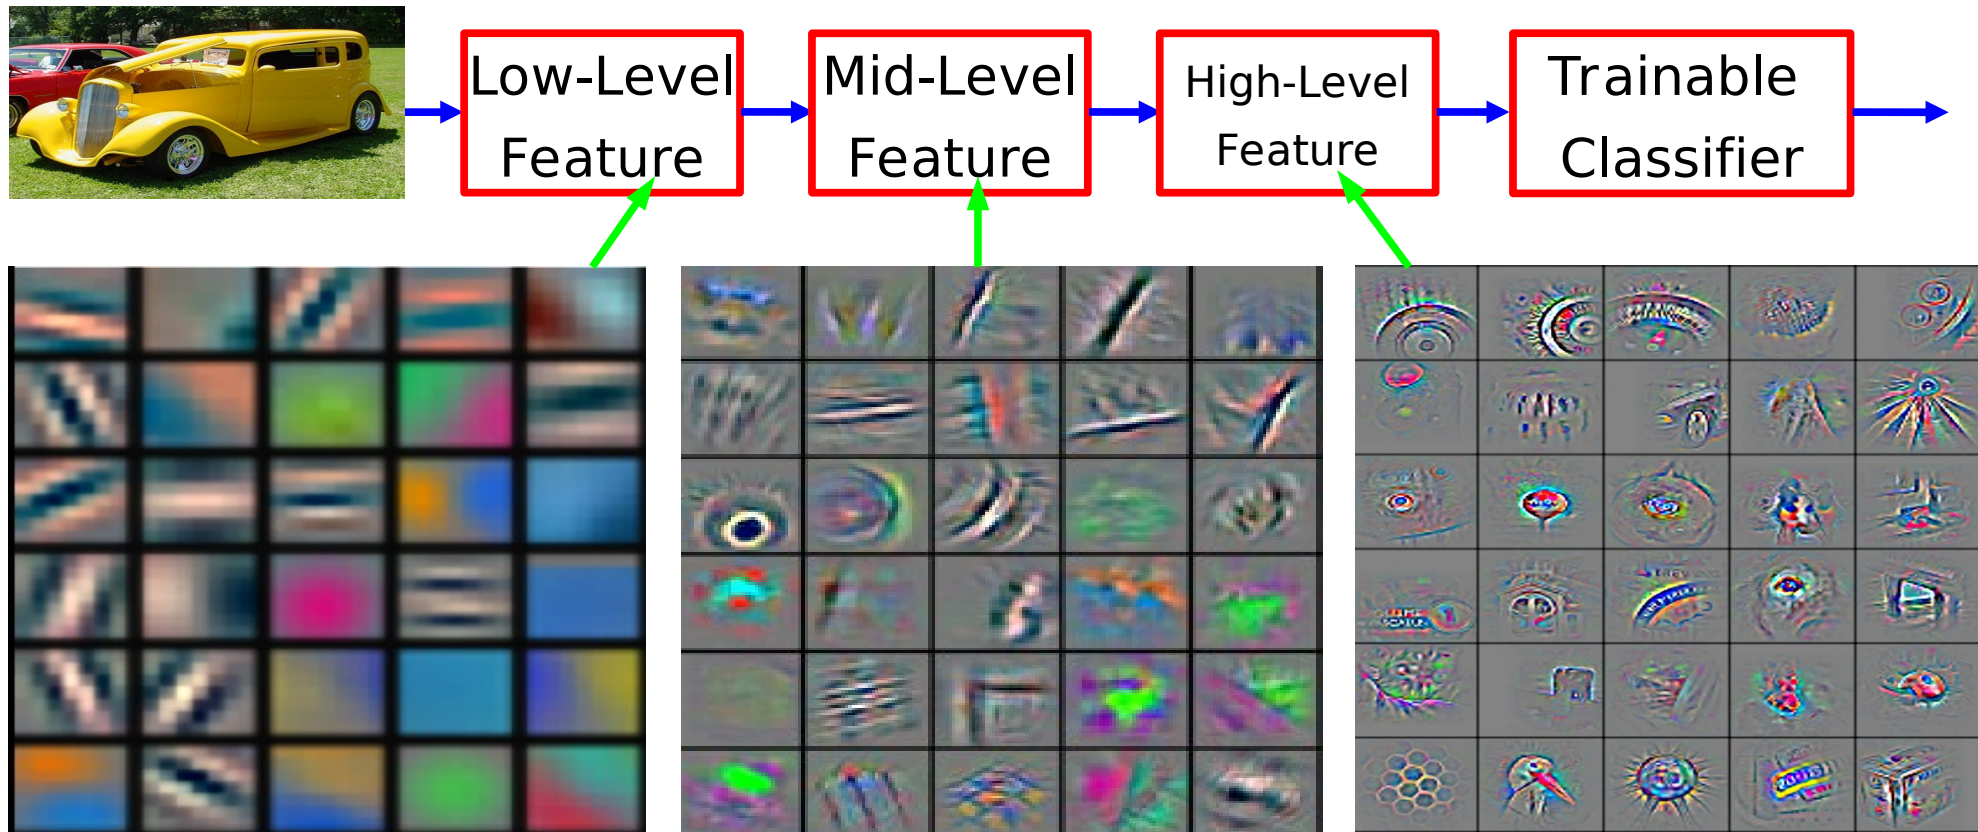 Low-Level
Feature
Mid-Level
Feature
High-Level
Feature
Trainable
Classifier